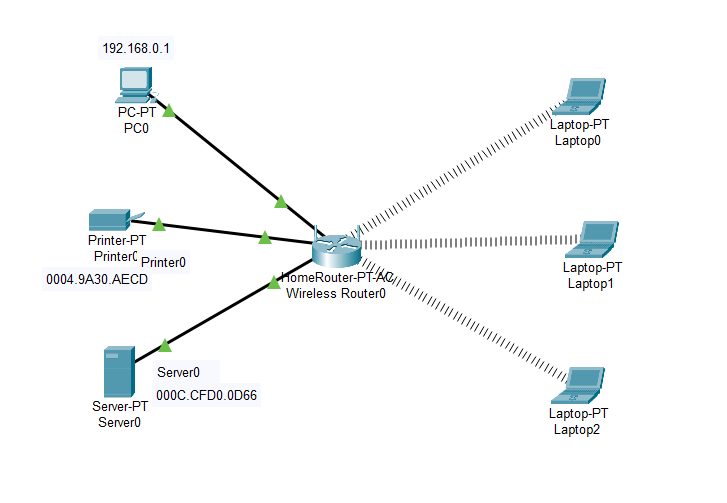 192.168.0.1
PC-PT
PC0
Laptop-PT
Laptop0
Printer-PT
Printer0
Printer0
0004.9A30.AECD
HomeRouter-PT-AC
Wireless Router0
Laptop-PT
Laptop1
Server0
000C.CFD0.0D66
Server-PT
Server0
Laptop-PT
Laptop2